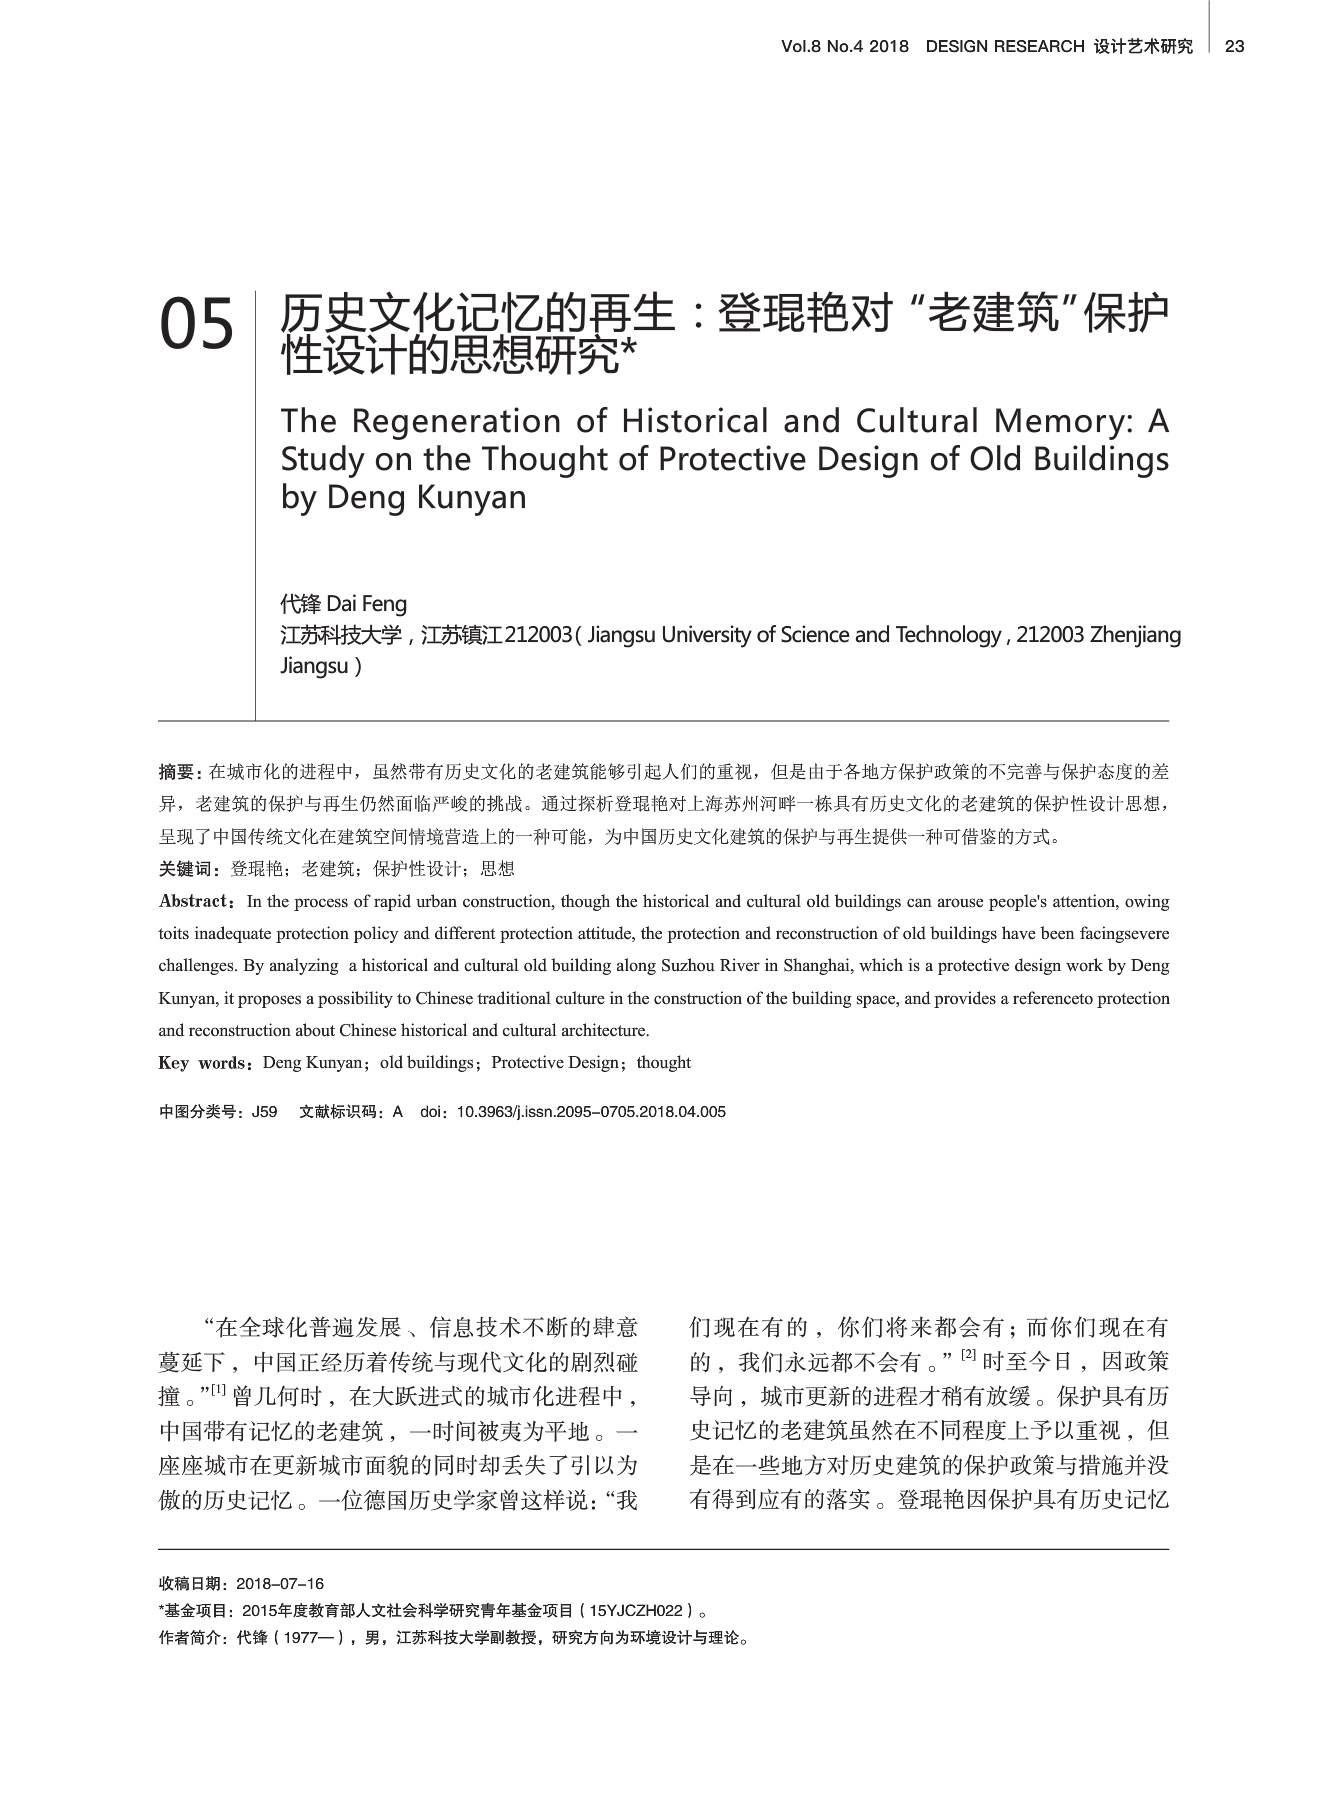 Vol.8 No.4 2018 DESIGN RESEARCH 设计艺术研究 23
05
历史文化记忆的再生：登琨艳对“老建筑”保护
性设计的思想研究*
The Regeneration of Historical and Cultural Memory: A
Study on the Thought of Protective Design of Old Buildings
by Deng Kunyan
代锋 Dai Feng
江苏科技大学，江苏镇江212003（Jiangsu University of Science and Technology，212003 Zhenjiang
Jiangsu）
摘要：在城市化的进程中，虽然带有历史文化的老建筑能够引起人们的重视，但是由于各地方保护政策的不完善与保护态度的差
异，老建筑的保护与再生仍然面临严峻的挑战。通过探析登琨艳对上海苏州河畔一栋具有历史文化的老建筑的保护性设计思想，
呈现了中国传统文化在建筑空间情境营造上的一种可能，为中国历史文化建筑的保护与再生提供一种可借鉴的方式。
关键词：登琨艳；老建筑；保护性设计；思想
Abstract：In the process of rapid urban construction, though the historical and cultural old buildings can arouse people's attention, owing
toits inadequate protection policy and different protection attitude, the protection and reconstruction of old buildings have been facingsevere
challenges. By analyzing a historical and cultural old building along Suzhou River in Shanghai, which is a protective design work by Deng
Kunyan, it proposes a possibility to Chinese traditional culture in the construction of the building space, and provides a referenceto protection
and reconstruction about Chinese historical and cultural architecture.
Key words：Deng Kunyan；old buildings；Protective Design；thought
中图分类号：J59 文献标识码：A doi：10.3963/j.issn.2095-0705.2018.04.005
“在全球化普遍发展、信息技术不断的肆意
蔓延下，中国正经历着传统与现代文化的剧烈碰
撞。”[1] 曾几何时，在大跃进式的城市化进程中，
中国带有记忆的老建筑，一时间被夷为平地。一
座座城市在更新城市面貌的同时却丢失了引以为
傲的历史记忆。一位德国历史学家曾这样说：“我
们现在有的，你们将来都会有；而你们现在有
的，我们永远都不会有。”[2] 时至今日，因政策
导向，城市更新的进程才稍有放缓。保护具有历
史记忆的老建筑虽然在不同程度上予以重视，但
是在一些地方对历史建筑的保护政策与措施并没
有得到应有的落实。登琨艳因保护具有历史记忆
收稿日期：2018-07-16
*基金项目：2015年度教育部人文社会科学研究青年基金项目（15YJCZH022）。
作者简介：代锋（1977—），男，江苏科技大学副教授，研究方向为环境设计与理论。